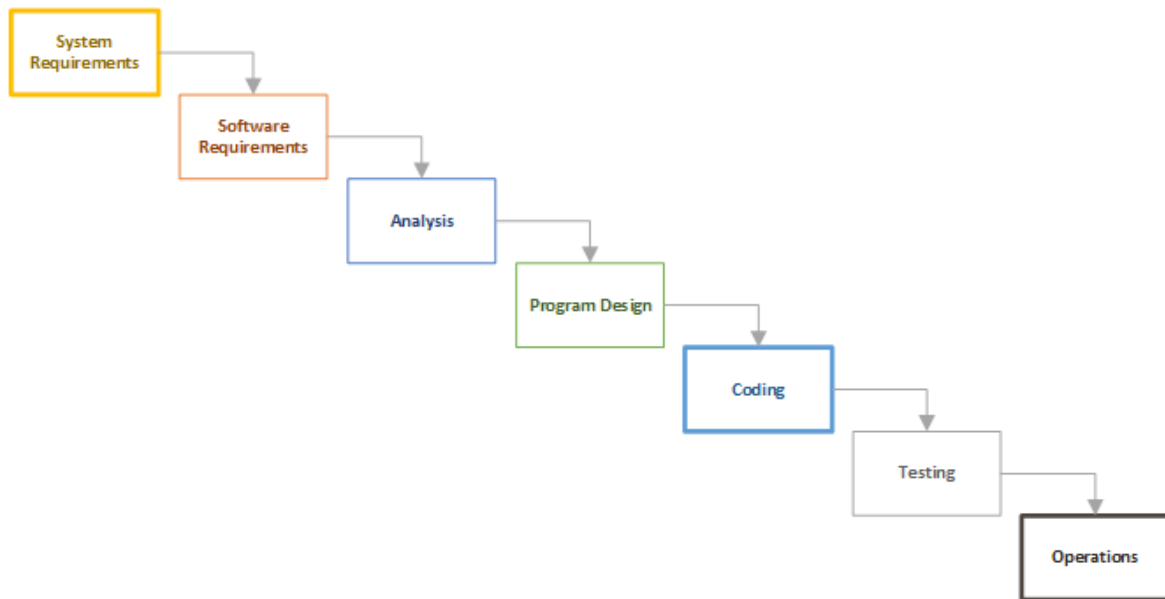 System
Requirements
Software
Requirements
Analysis
Program Design
Coding
Testing
Operations